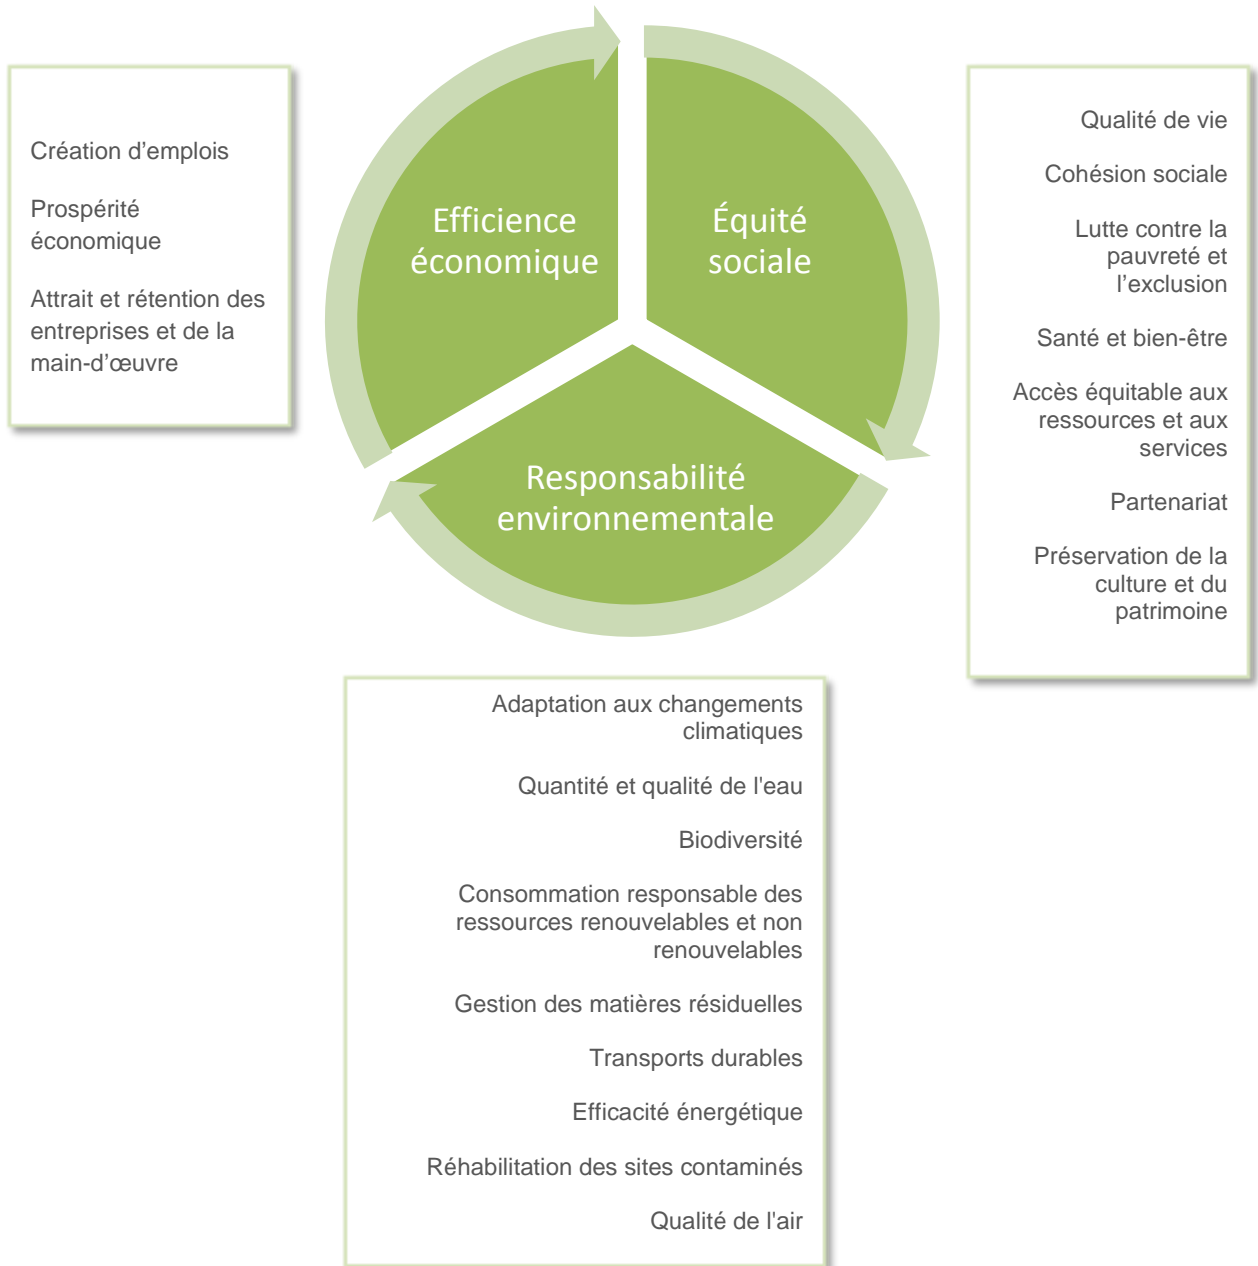 Création d’emplois
Prospérité
économique
Attrait et rétention des
entreprises et de la
main-d’œuvre
Efficience
économique
Équité
sociale
Responsabilité
environnementale
Qualité de vie
Cohésion sociale
Lutte contre la
pauvreté et
l’exclusion
Santé et bien-être
Accès équitable aux
ressources et aux
services
Partenariat
Préservation de la
culture et du
patrimoine
Adaptation aux changements
climatiques
Quantité et qualité de l'eau
Biodiversité
Consommation responsable des
ressources renouvelables et non
renouvelables
Gestion des matières résiduelles
Transports durables
Efficacité énergétique
Réhabilitation des sites contaminés
Qualité de l'air